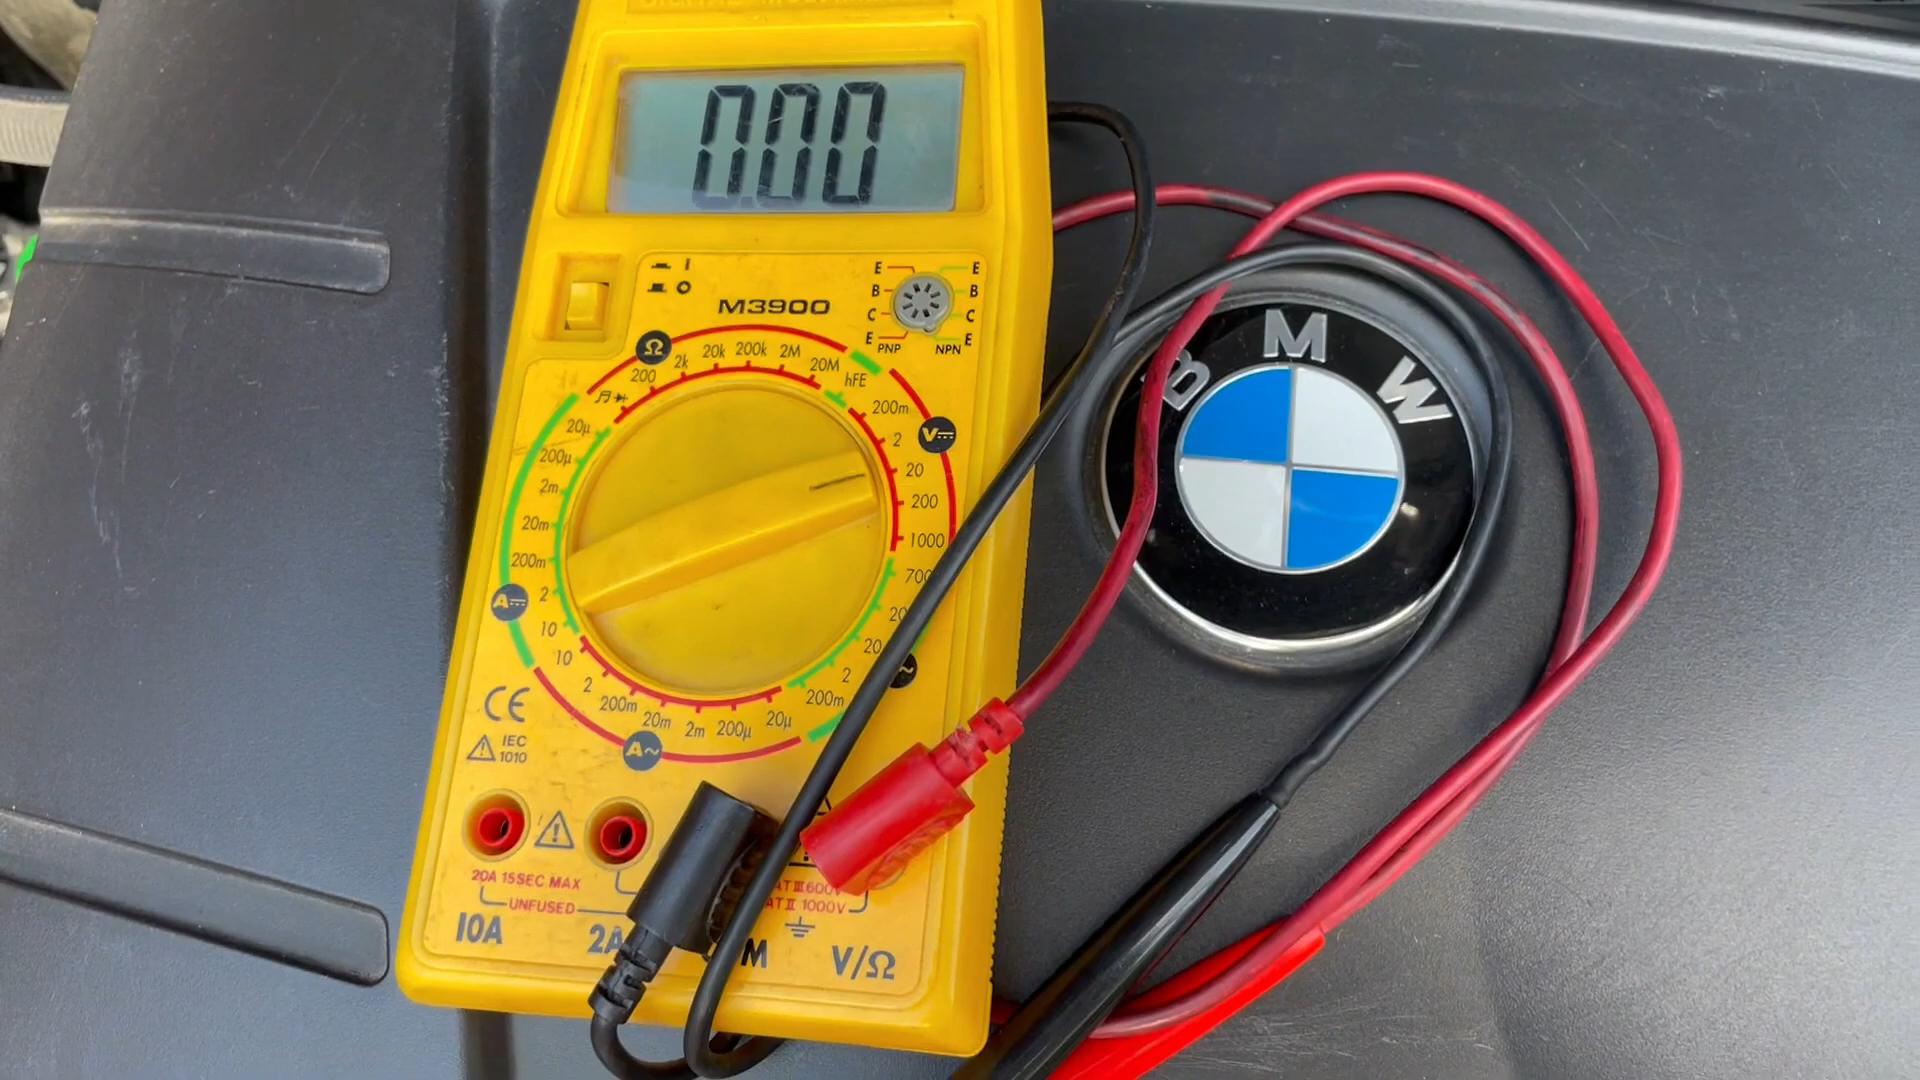 0.00
E
E
B
B
C
C
E
E
PNP
NPN
M3900
Ω
200
2k
20k
200k
2M
20M
hFE
200m
V
2
20
200
1000
2
200m
20μ
200μ
2m
20m
200m
A
2
10
10
2
200m
20m
2m
200μ
20μ
A~
CE
IEC
1010
20A 15SEC MAX
UNFUSED
10A
1000V
V/Ω
B M W